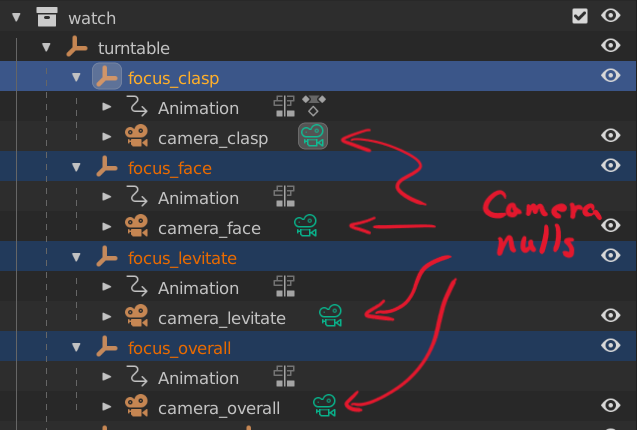 watch
turntable
focus_clasp
Animation
camera_clasp
focus_face
Animation
camera_face
Camera
nulls
focus_levitate
Animation
camera_levitate
focus_overall
Animation
camera_overall